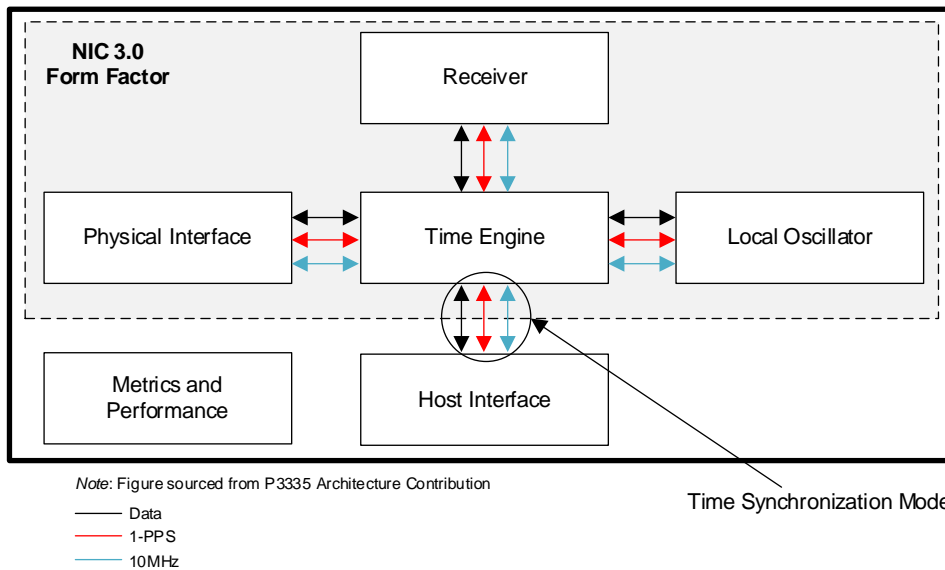 NIC 3.0
Form Factor
Receiver
Physical Interface
Time Engine
Local Oscillator
Metrics and
Performance
Host Interface
Note: Figure sourced from P3335 Architecture Contribution
Time Synchronization Mode
Data
1-PPS
10MHz